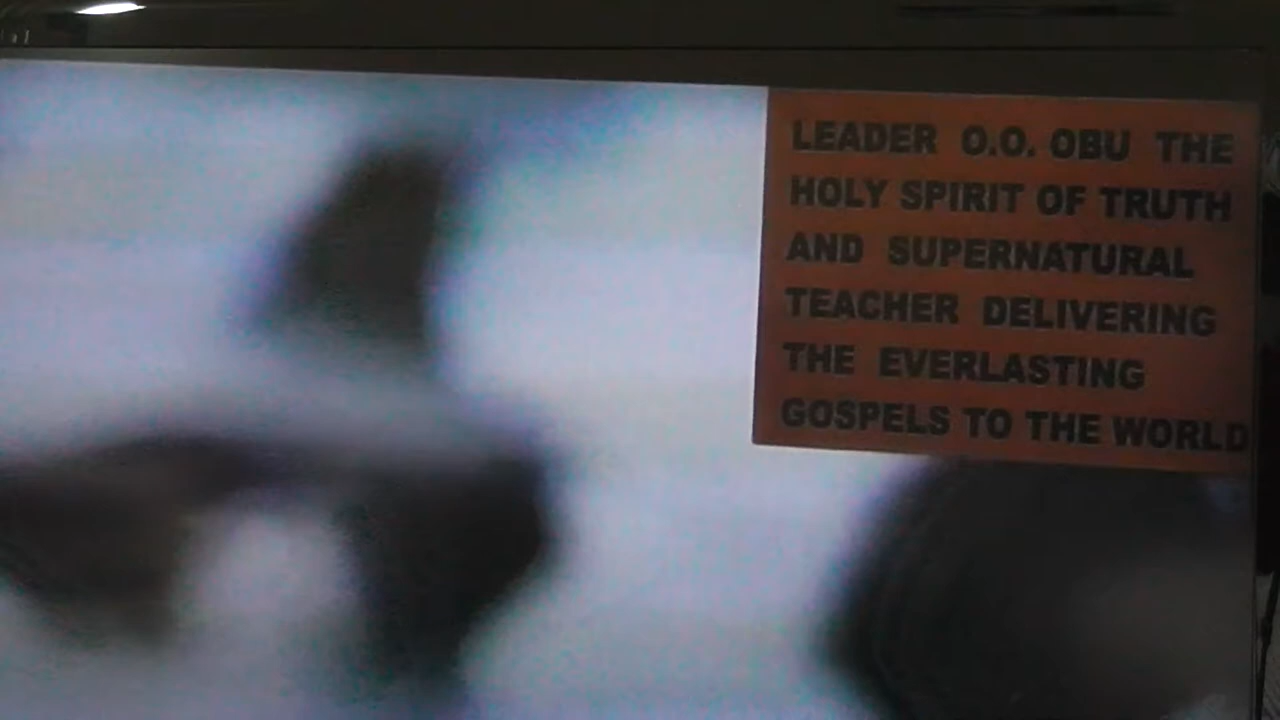 LEADER O.O. OBU THE
HOLY SPIRIT OF TRUTH
AND SUPERNATURAL
TEACHER DELIVERING
THE EVERLASTING
GOSPELS TO THE WORLD